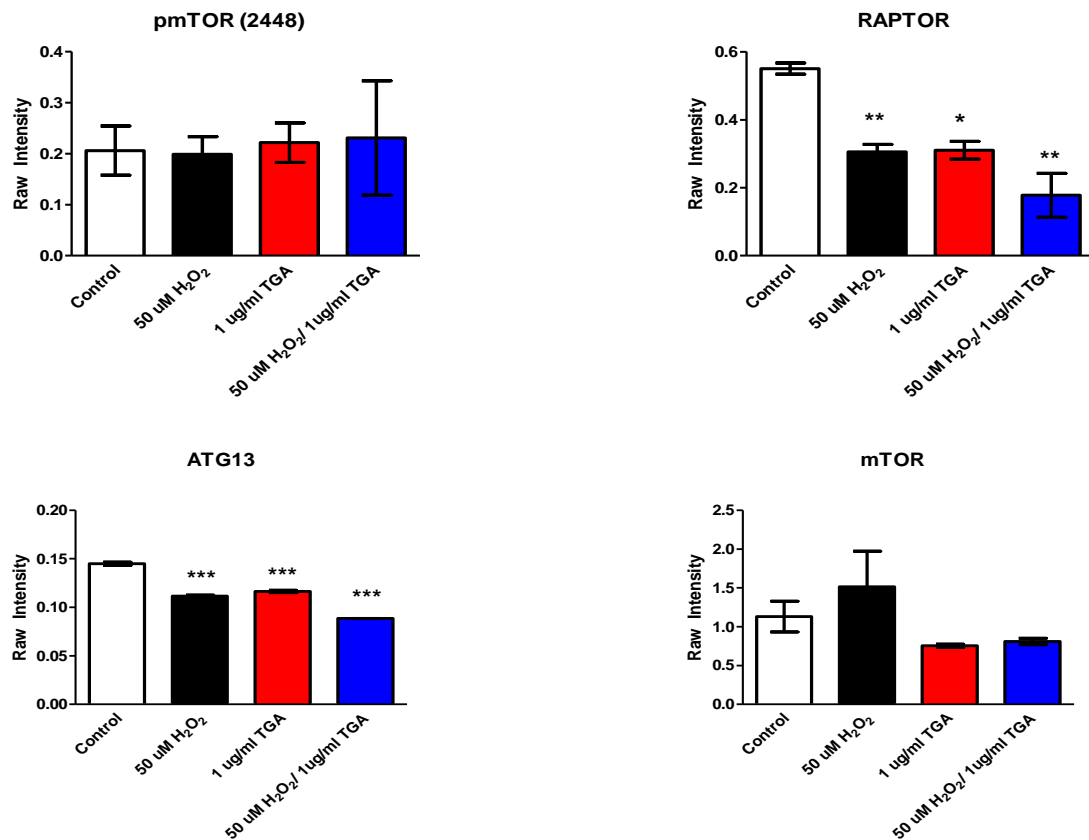 pmTOR (2448)
Raw Intensity
0.4
0.3
0.2
0.1
0.0
Control
50 uM H₂O₂
1 ug/ml TGA
50 uM H₂O₂/ 1ug/ml TGA
RAPTOR
Raw Intensity
0.6
0.4
0.2
0.0
**
*
**
Control
50 uM H₂O₂
1 ug/ml TGA
50 uM H₂O₂/ 1ug/ml TGA
ATG13
Raw Intensity
0.20
0.15
0.10
0.05
0.00
***
***
***
Control
50 uM H₂O₂
1 ug/ml TGA
50 uM H₂O₂/ 1ug/ml TGA
mTOR
Raw Intensity
2.5
2.0
1.5
1.0
0.5
0.0
Control
50 uM H₂O₂
1 ug/ml TGA
50 uM H₂O₂/ 1ug/ml TGA